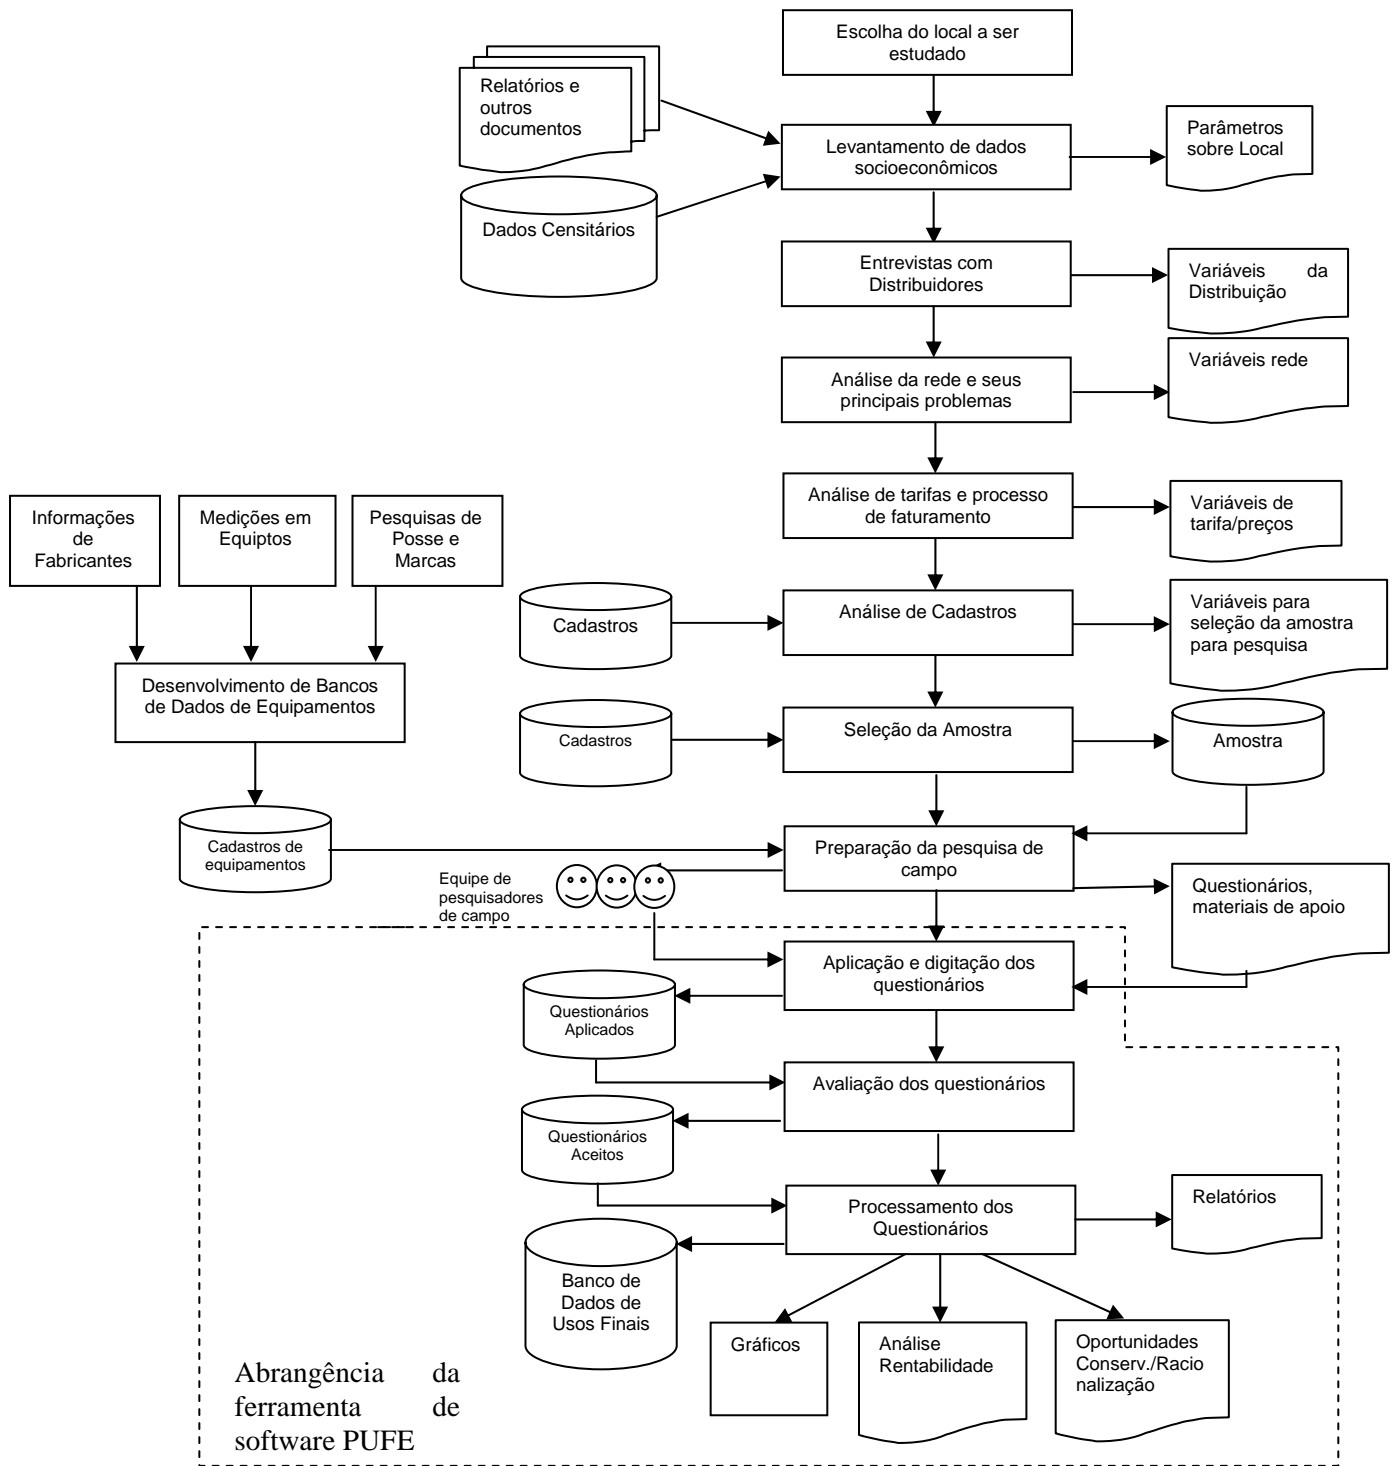 Escolha do local a ser
estudado
Relatórios e
outros
documentos
Levantamento de dados
socioeconômicos
Parâmetros
sobre Local
Dados Censitários
Entrevistas com
Distribuidores
Variáveis da
Distribuição
Análise da rede e seus
principais problemas
Variáveis rede
Análise de tarifas e processo
de faturamento
Variáveis de
tarifa/preços
Informações
de
Fabricantes
Medições em
Equiptos
Pesquisas de
Posse e
Marcas
Cadastros
Análise de Cadastros
Variáveis para
seleção da amostra
para pesquisa
Desenvolvimento de Bancos
de Dados de Equipamentos
Cadastros
Seleção da Amostra
Amostra
Cadastros de
equipamentos
Preparação da pesquisa de
campo
Equipe de
pesquisadores
de campo
Questionários,
materiais de apoio
Aplicação e digitação dos
questionários
Questionários
Aplicados
Avaliação dos questionários
Questionários
Aceitos
Processamento dos
Questionários
Relatórios
Banco de
Dados de
Usos Finais
Gráficos
Análise
Rentabilidade
Oportunidades
Conserv./Racio
nalização
Abrangência da
ferramenta de
software PUFE